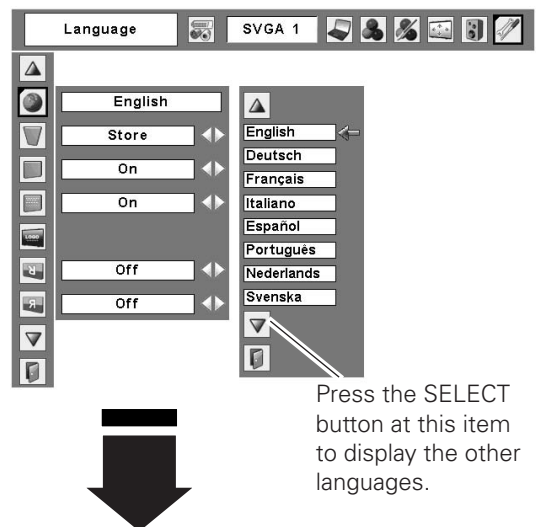 Language
SVGA 1
English
Store
On
On
LOGO
R
R
Off
Off
English
Deutsch
Français
Italiano
Español
Português
Nederlands
Svenska
Press the SELECT
button at this item
to display the other
languages.